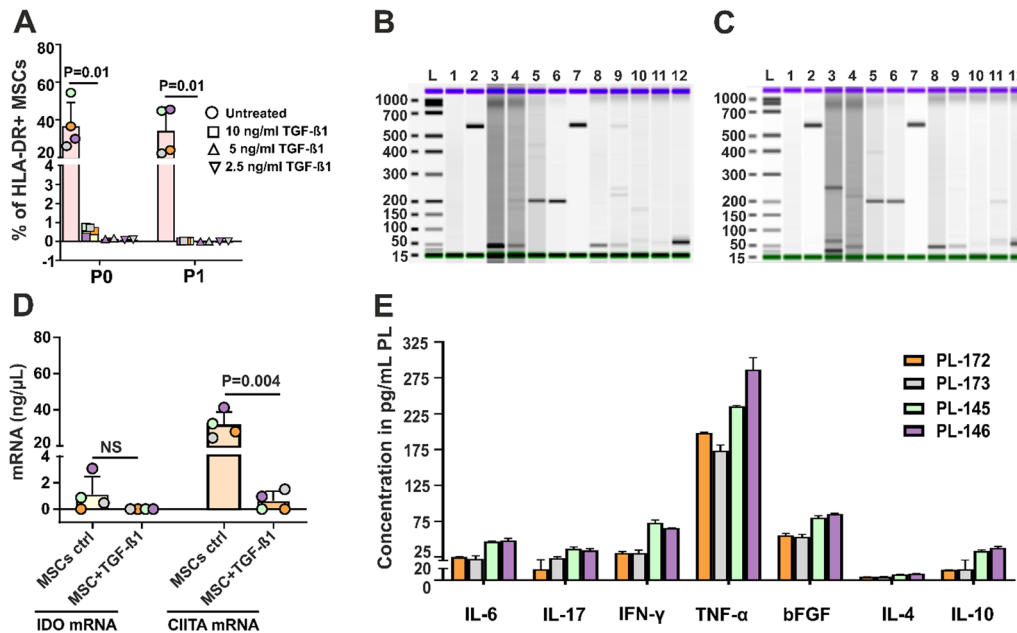 A
80
P=0.01
60
P=0.01
40
20
4
3
2
1
0
-1
% of HLA-DR+ MSCs
P0
P1
Untreated
10 ng/ml TGF-ß1
5 ng/ml TGF-ß1
2.5 ng/ml TGF-ß1
B
L 1 2 3 4 5 6 7 8 9 10 11 12
1000
700
500
400
300
200
150
100
50
15
C
L 1 2 3 4 5 6 7 8 9 10 11 1
1000
700
500
400
300
200
150
100
50
15
D
80
60
40
20
4
2
0
mRNA (ng/µL)
NS
P=0.004
MSCs ctrl
MSC+TGF-ß1
MSCs ctrl
MSC+TGF-ß1
IDO mRNA
CIITA mRNA
E
325
275
225
175
125
75
25
20
0
Concentration in pg/mL PL
PL-172
PL-173
PL-145
PL-146
IL-6 IL-17 IFN-γ TNF-α bFGF IL-4 IL-10